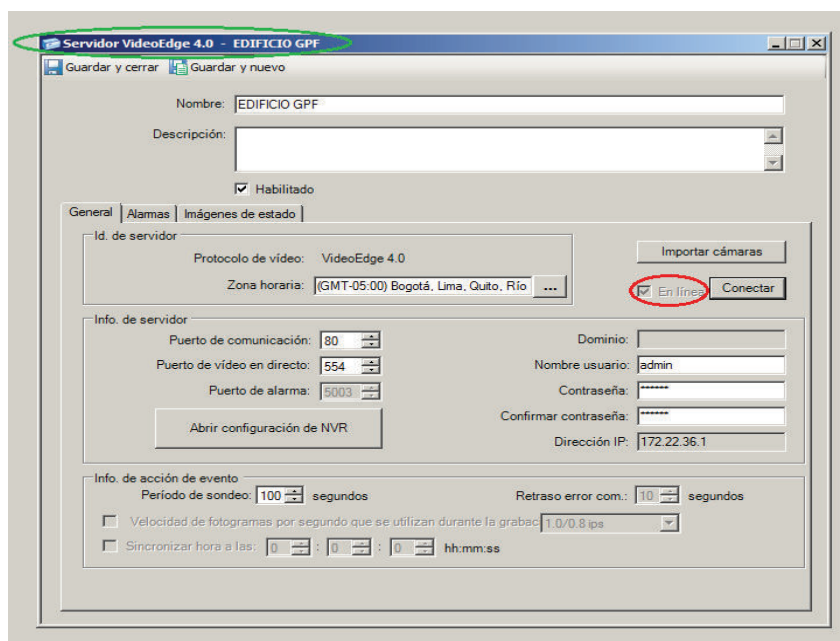 Servidor VideoEdge 4.0 - EDIFICIO GPF
Guardar y cerrar Guardar y nuevo
Nombre: EDIFICIO GPF
Descripción:
Habilitado
General Alarmas Imágenes de estado
Id. de servidor
Protocolo de vídeo: VideoEdge 4.0
Importar cámaras
Zona horaria: (GMT-05:00) Bogotá, Lima, Quito, Río ...
En línea Conectar
Info. de servidor
Puerto de comunicación: 80
Dominio:
Puerto de vídeo en directo: 554
Nombre usuario: admin
Puerto de alarma: 5003
Contraseña: ******
Abrir configuración de NVR
Confirmar contraseña: ******
Dirección IP: 172.22.36.1
Info. de acción de evento
Período de sondeo: 100 segundos
Retraso error com.: 10 segundos
Velocidad de fotogramas por segundo que se utilizan durante la grabac 1.0/0.8 ips
Sincronizar hora a las: 0 : 0 : 0 hh:mm:ss